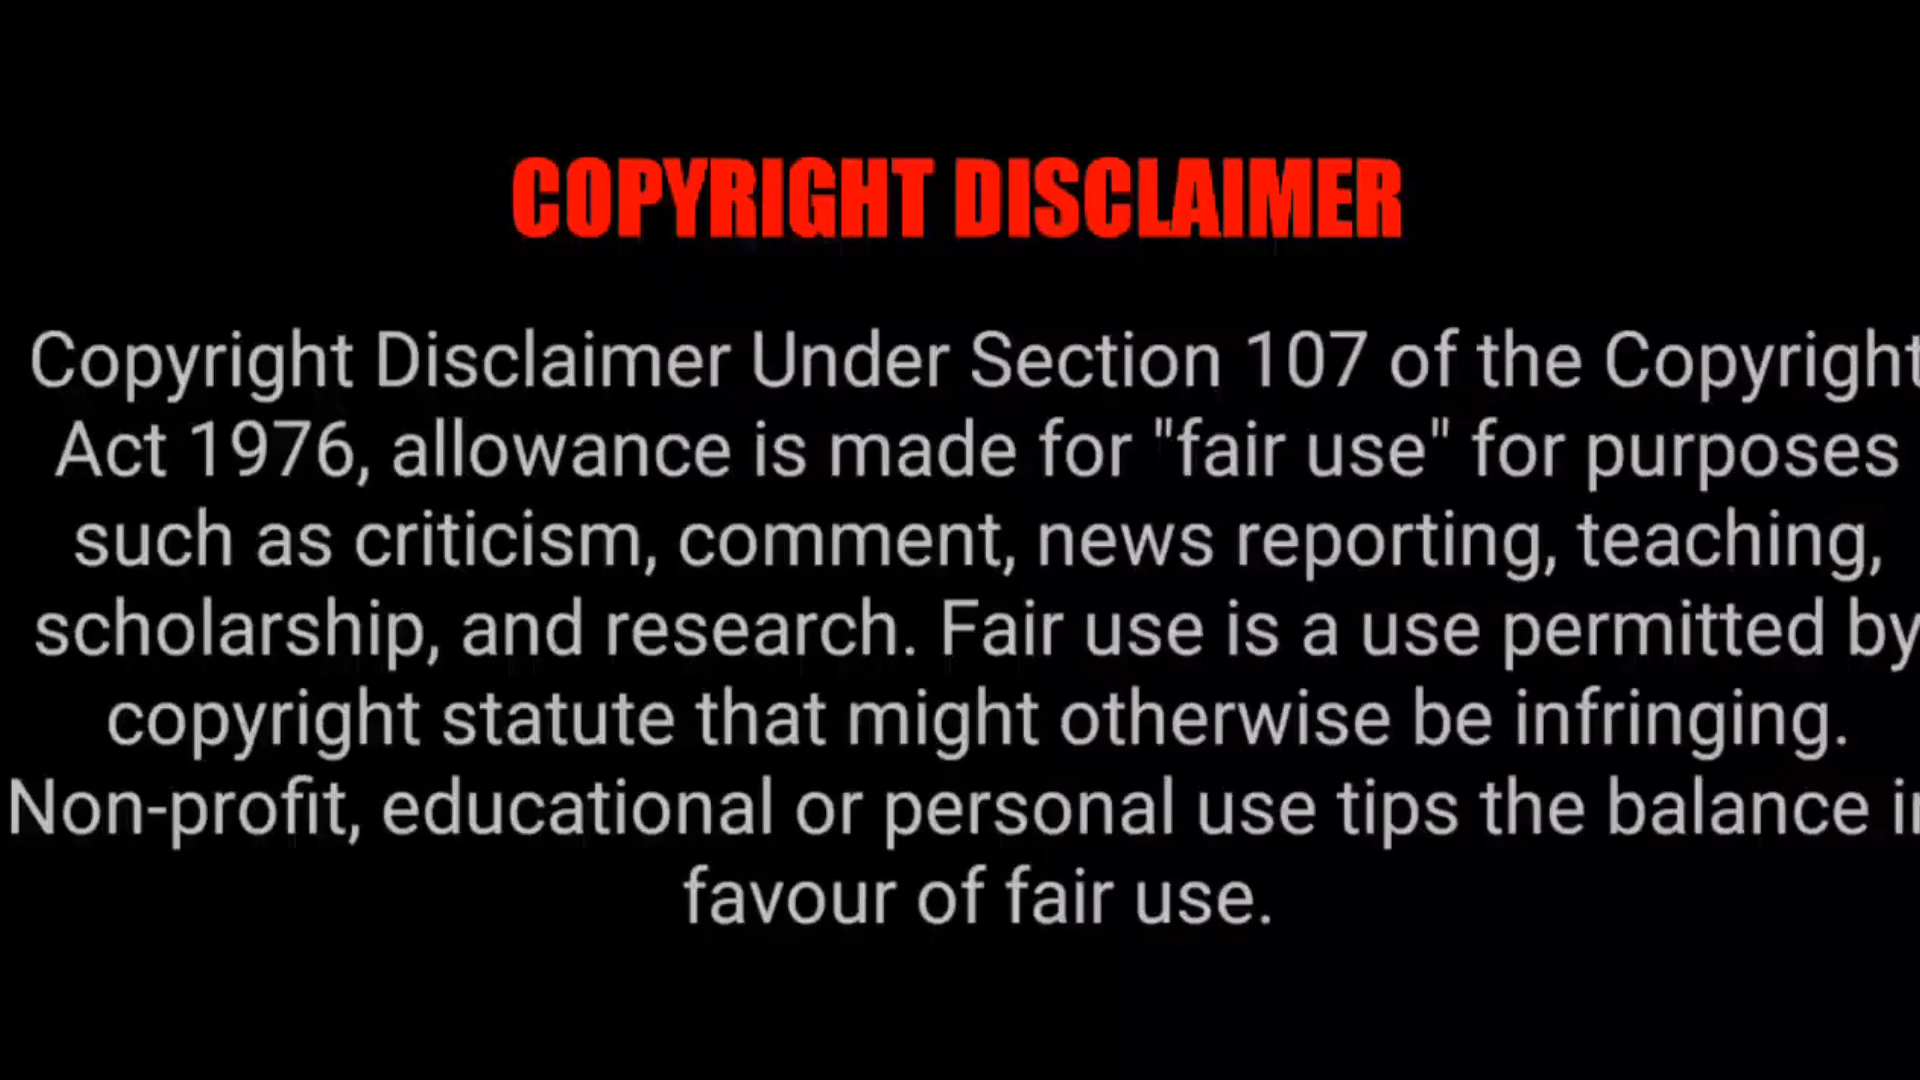 COPYRIGHT DISCLAIMER
Copyright Disclaimer Under Section 107 of the Copyright
Act 1976, allowance is made for "fair use" for purposes
such as criticism, comment, news reporting, teaching,
scholarship, and research. Fair use is a use permitted by
copyright statute that might otherwise be infringing.
Non-profit, educational or personal use tips the balance in
favour of fair use.